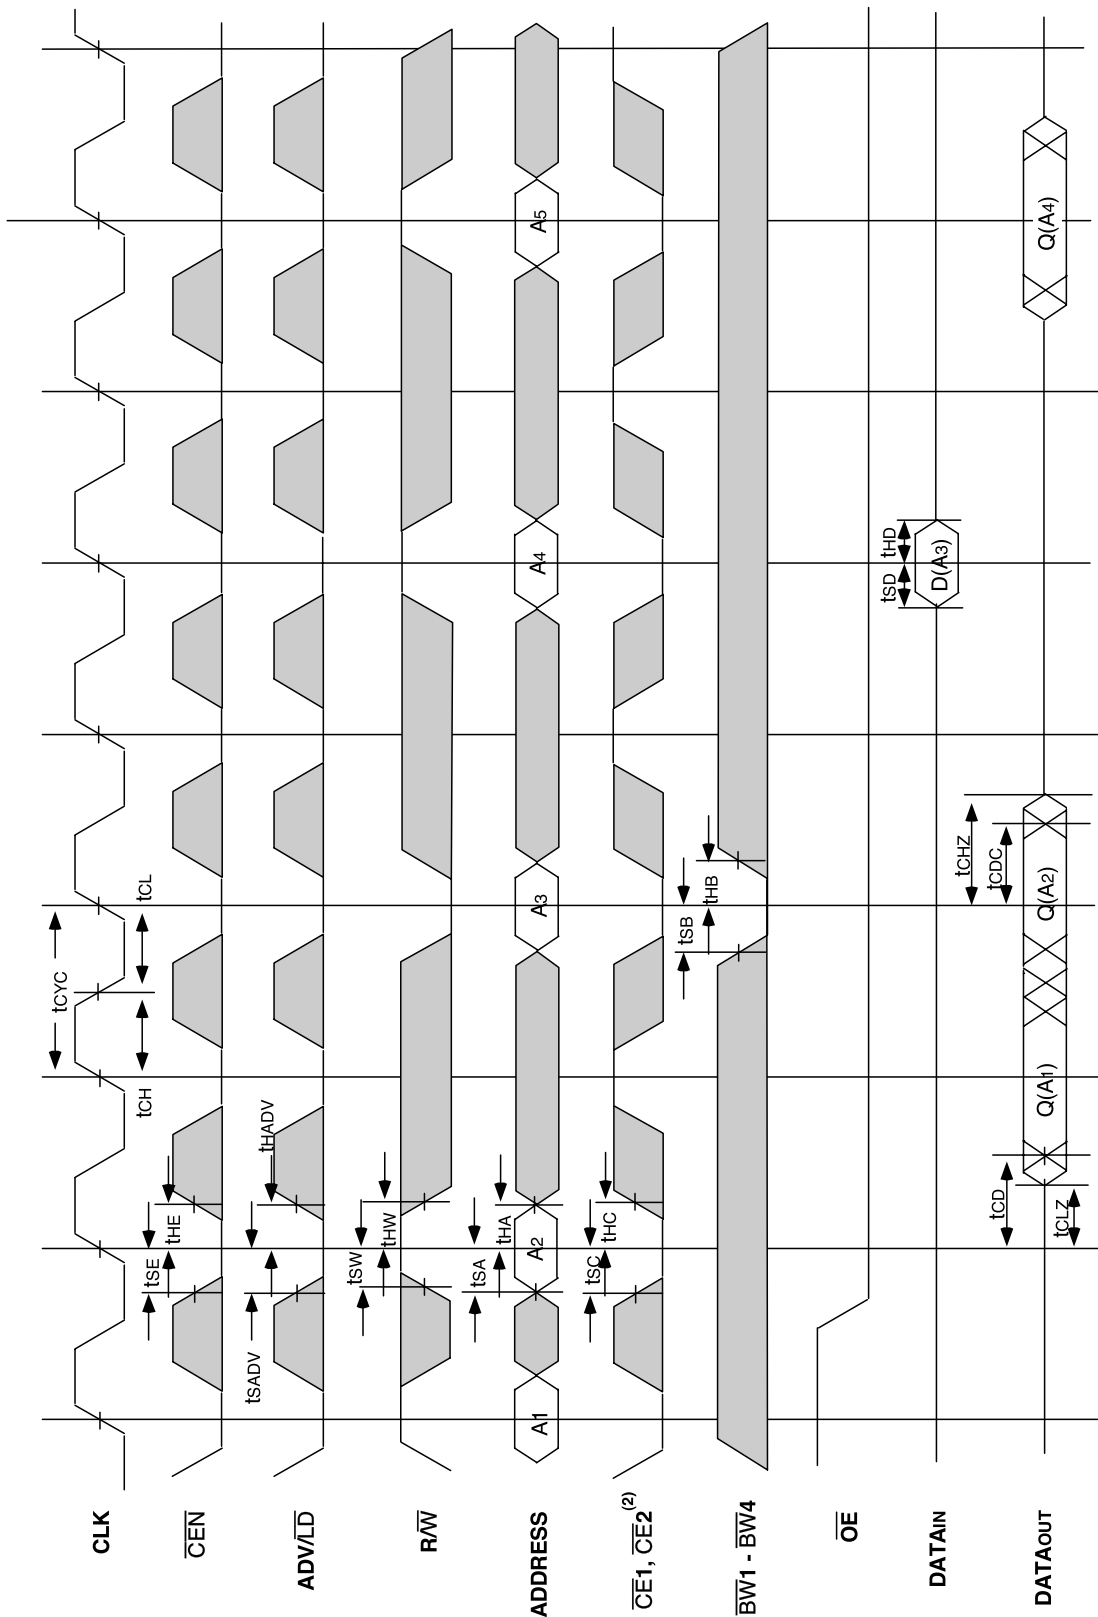 tCYC
tCH
tCL
CLK
tSE
tHE
CEN
tSADV
tHADV
ADV/LD
tSW
tHW
R/W
tSA
tHA
A1
A2
A3
A4
A5
ADDRESS
tSC
tHC
CE1, CE2(2)
tSB
tHB
BW1 - BW4
OE
tSD
tHD
D(A3)
DATAIN
tCHZ
tCDC
tCD
tCLZ
Q(A1)
Q(A2)
Q(A4)
DATAOUT